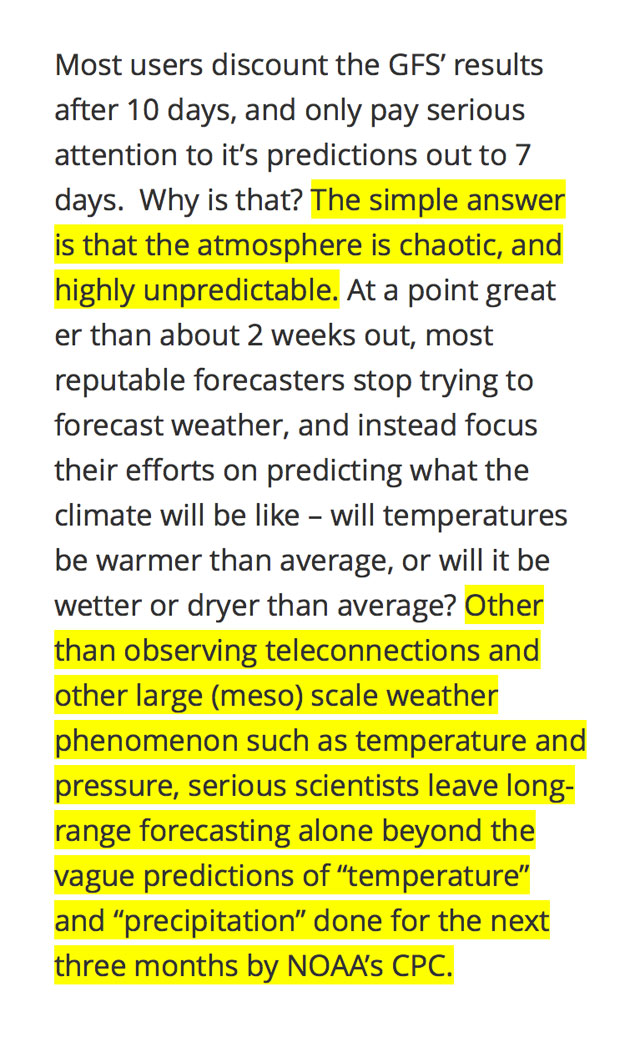 Most users discount the GFS’ results
after 10 days, and only pay serious
attention to it’s predictions out to 7
days.  Why is that? The simple answer
is that the atmosphere is chaotic, and
highly unpredictable. At a point great
er than about 2 weeks out, most
reputable forecasters stop trying to
forecast weather, and instead focus
their efforts on predicting what the
climate will be like – will temperatures
be warmer than average, or will it be
wetter or dryer than average? Other
than observing teleconnections and
other large (meso) scale weather
phenomenon such as temperature and
pressure, serious scientists leave long-
range forecasting alone beyond the
vague predictions of “temperature”
and “precipitation” done for the next
three months by NOAA’s CPC.